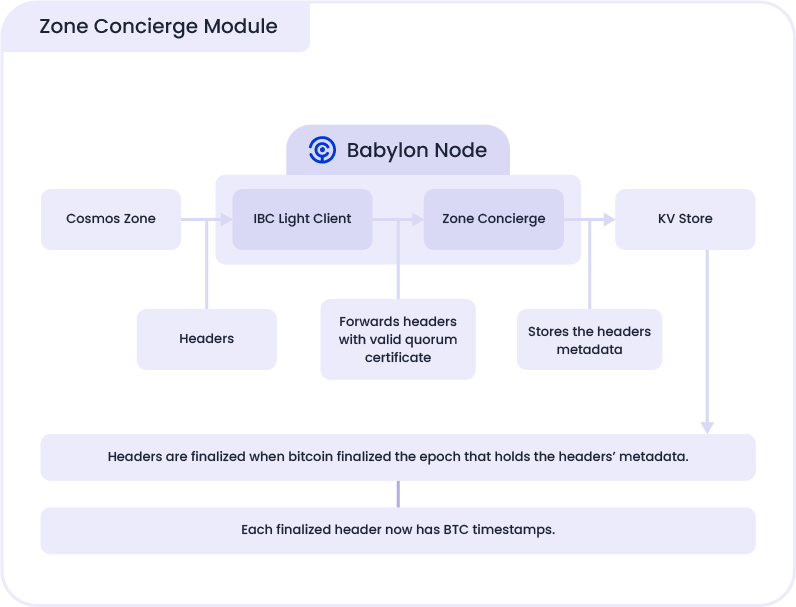 Zone Concierge Module
Babylon Node
Cosmos Zone
IBC Light Client
Zone Concierge
KV Store
Headers
Forwards headers
with valid quorum
certificate
Stores the headers
metadata
Headers are finalized when bitcoin finalized the epoch that holds the headers’ metadata.
Each finalized header now has BTC timestamps.